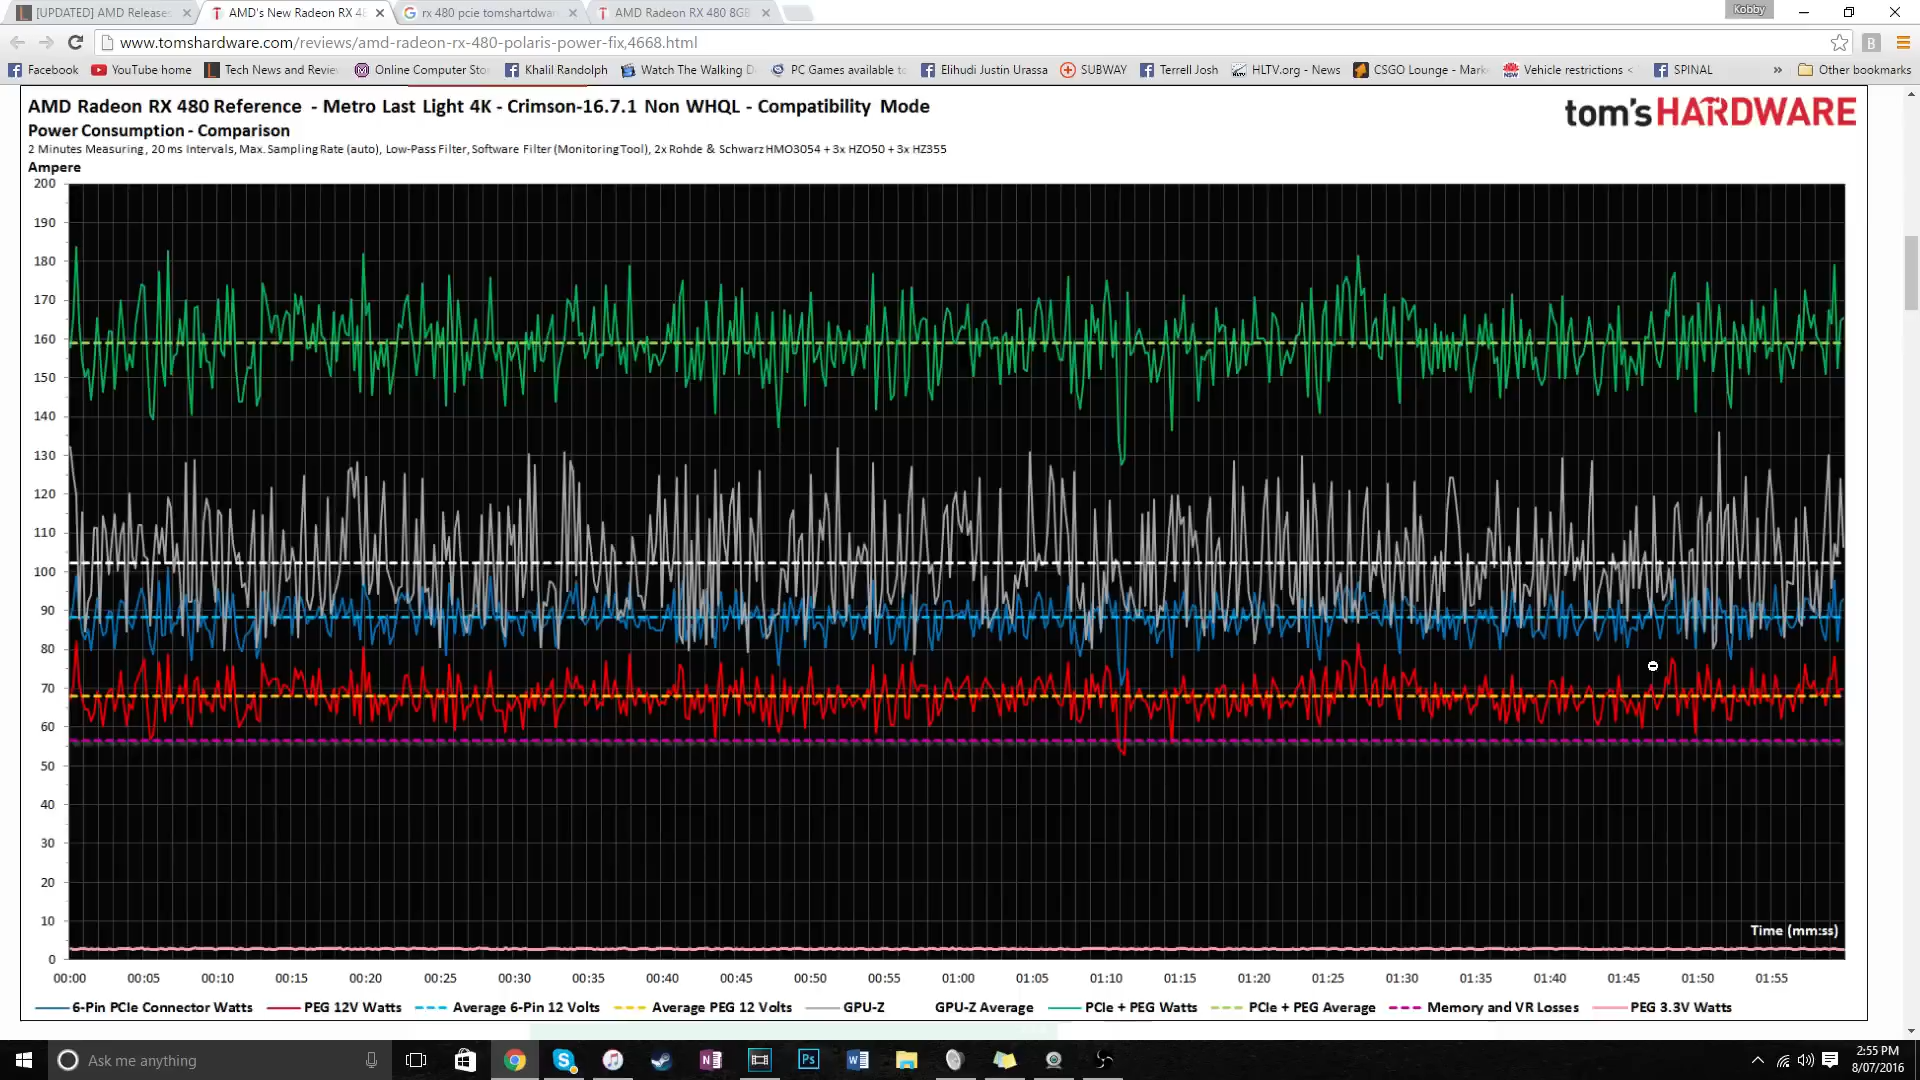 [UPDATED] AMD Releases
AMD's New Radeon RX 48
rx 480 pcie tomshartdwar
AMD Radeon RX 480 8GB
Kobby
www.tomshardware.com/reviews/amd-radeon-rx-480-polaris-power-fix,4668.html
Facebook YouTube home Tech News and Revie Online Computer Sto Khalil Randolph Watch The Walking D PC Games available to Elihudi Justin Urassa SUBWAY Terrell Josh HLTV.org - News CSGO Lounge - Mark Vehicle restrictions < SPINAL » Other bookmarks
AMD Radeon RX 480 Reference - Metro Last Light 4K - Crimson-16.7.1 Non WHQL - Compatibility Mode
tom's HARDWARE
Power Consumption - Comparison
2 Minutes Measuring, 20 ms Intervals, Max. Sampling Rate (auto), Low-Pass Filter, Software Filter (Monitoring Tool), 2x Rohde & Schwarz HMO3054 + 3x HZO50 + 3x HZ355
Ampere
200
190
180
170
160
150
140
130
120
110
100
90
80
70
60
50
40
30
20
10
0
Time (mm:ss)
00:00 00:05 00:10 00:15 00:20 00:25 00:30 00:35 00:40 00:45 00:50 00:55 01:00 01:05 01:10 01:15 01:20 01:25 01:30 01:35 01:40 01:45 01:50 01:55
6-Pin PCIe Connector Watts PEG 12V Watts Average 6-Pin 12 Volts Average PEG 12 Volts GPU-Z GPU-Z Average PCIe + PEG Watts PCIe + PEG Average Memory and VR Losses PEG 3.3V Watts
Ask me anything
2:55 PM
8/07/2016